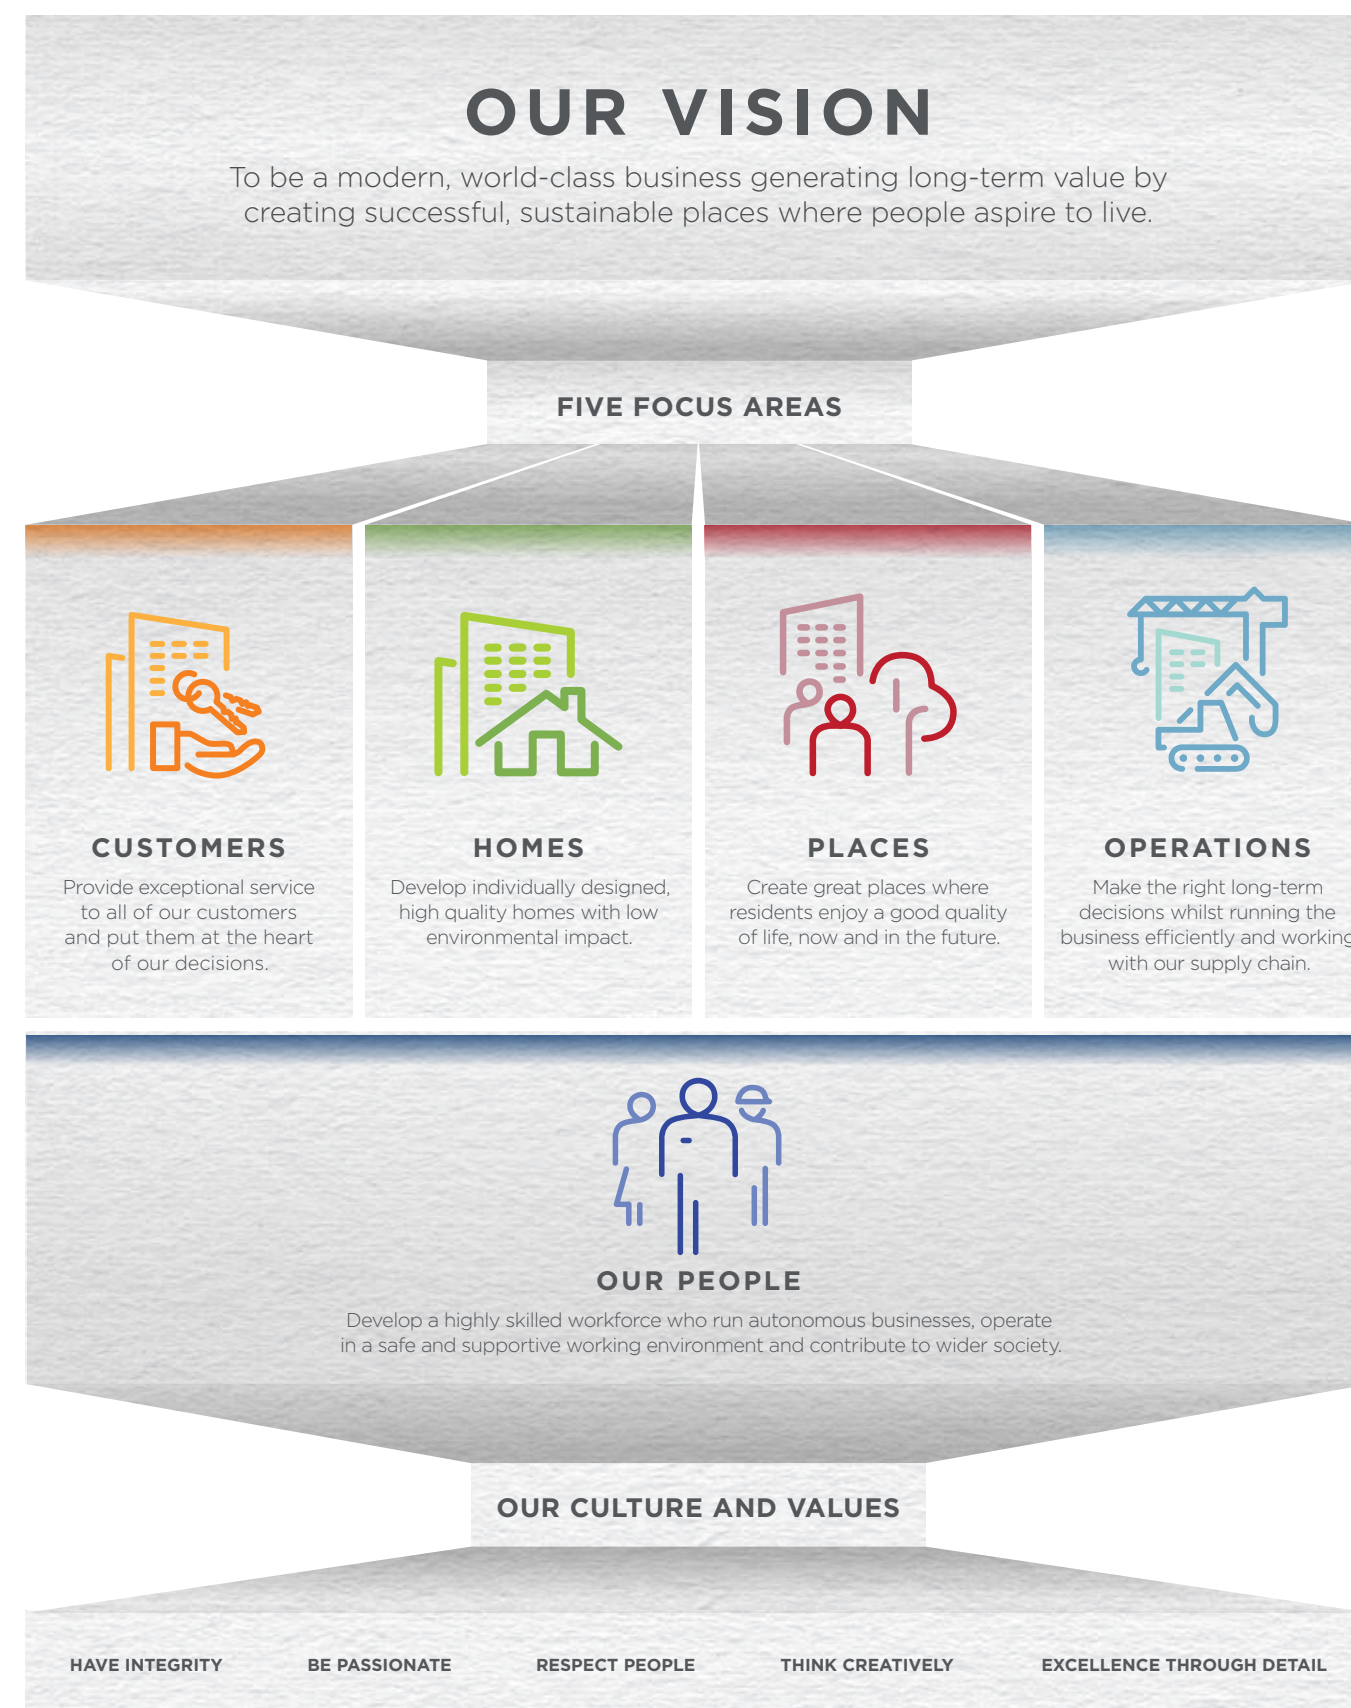 OUR VISION
To be a modern, world-class business generating long-term value by
creating successful, sustainable places where people aspire to live.
FIVE FOCUS AREAS
CUSTOMERS
Provide exceptional service
to all of our customers
and put them at the heart
of our decisions.
HOMES
Develop individually designed,
high quality homes with low
environmental impact.
PLACES
Create great places where
residents enjoy a good quality
of life, now and in the future.
OPERATIONS
Make the right long-term
decisions whilst running the
business efficiently and working
with our supply chain.
OUR PEOPLE
Develop a highly skilled workforce who run autonomous businesses, operate
in a safe and supportive working environment and contribute to wider society.
OUR CULTURE AND VALUES
HAVE INTEGRITY
BE PASSIONATE
RESPECT PEOPLE
THINK CREATIVELY
EXCELLENCE THROUGH DETAIL